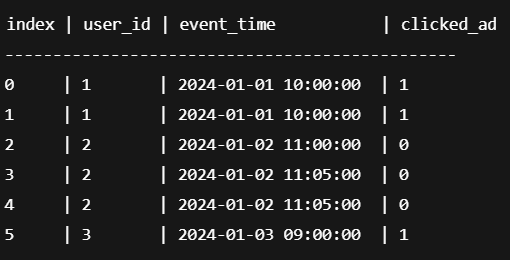 index | user_id | event_time           | clicked_ad
-----------------------------------------------
0     | 1       | 2024-01-01 10:00:00  | 1
1     | 1       | 2024-01-01 10:00:00  | 1
2     | 2       | 2024-01-02 11:00:00  | 0
3     | 2       | 2024-01-02 11:05:00  | 0
4     | 2       | 2024-01-02 11:05:00  | 0
5     | 3       | 2024-01-03 09:00:00  | 1